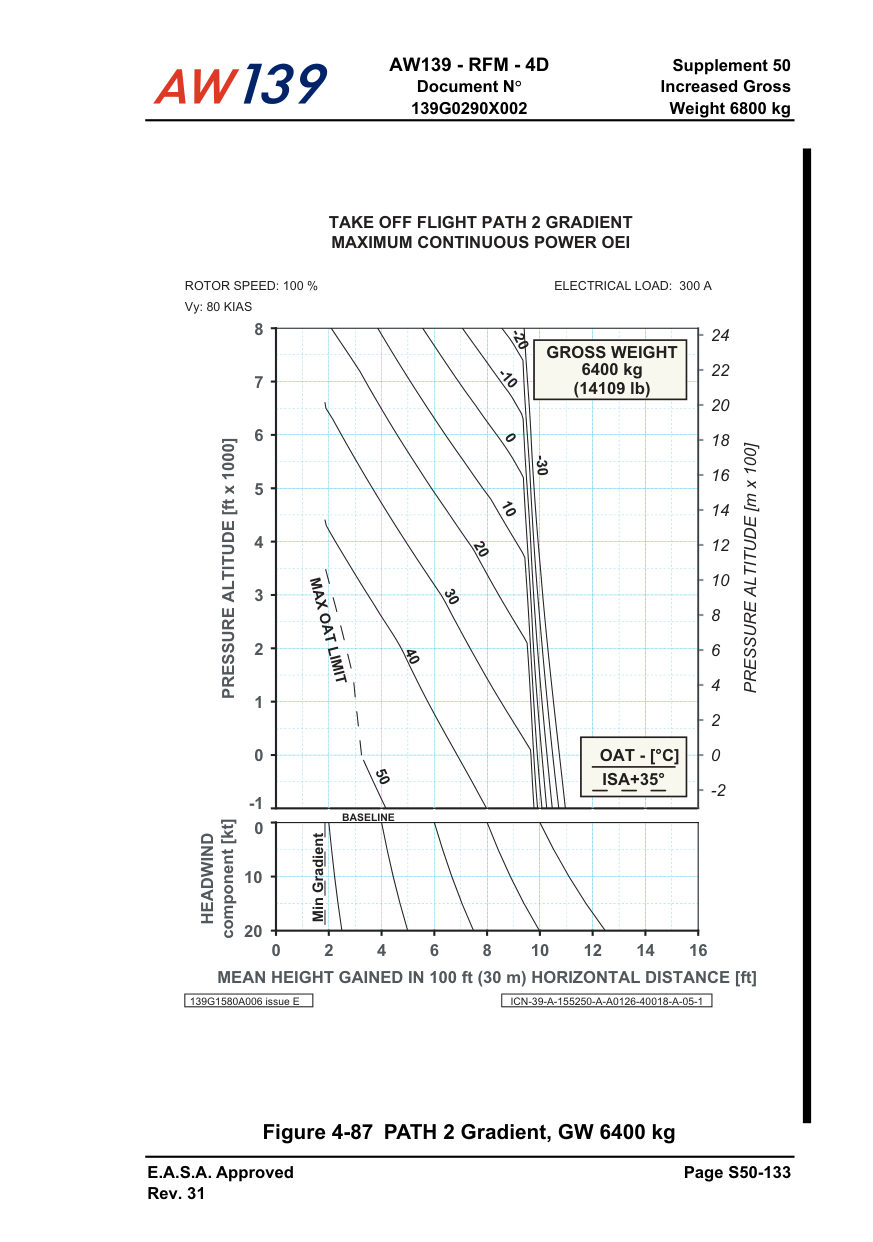 AW139
AW139 - RFM - 4D
Document N°
139G0290X002
Supplement 50
Increased Gross
Weight 6800 kg
TAKE OFF FLIGHT PATH 2 GRADIENT
MAXIMUM CONTINUOUS POWER OEI
ROTOR SPEED: 100 %
ELECTRICAL LOAD: 300 A
Vy: 80 KIAS
PRESSURE ALTITUDE [ft x 1000]
8
7
6
5
4
3
2
1
0
-1
GROSS WEIGHT
6400 kg
(14109 lb)
-20
-10
0
-30
10
20
30
40
50
MAX OAT LIMIT
OAT - [°C]
ISA+35°
24
22
20
18
16
14
12
10
8
6
4
2
0
-2
PRESSURE ALTITUDE [m x 100]
BASELINE
HEADWIND
component [kt]
0
10
20
Min Gradient
0 2 4 6 8 10 12 14 16
MEAN HEIGHT GAINED IN 100 ft (30 m) HORIZONTAL DISTANCE [ft]
139G1580A006 issue E
ICN-39-A-155250-A-A0126-40018-A-05-1
Figure 4-87 PATH 2 Gradient, GW 6400 kg
E.A.S.A. Approved
Rev. 31
Page S50-133